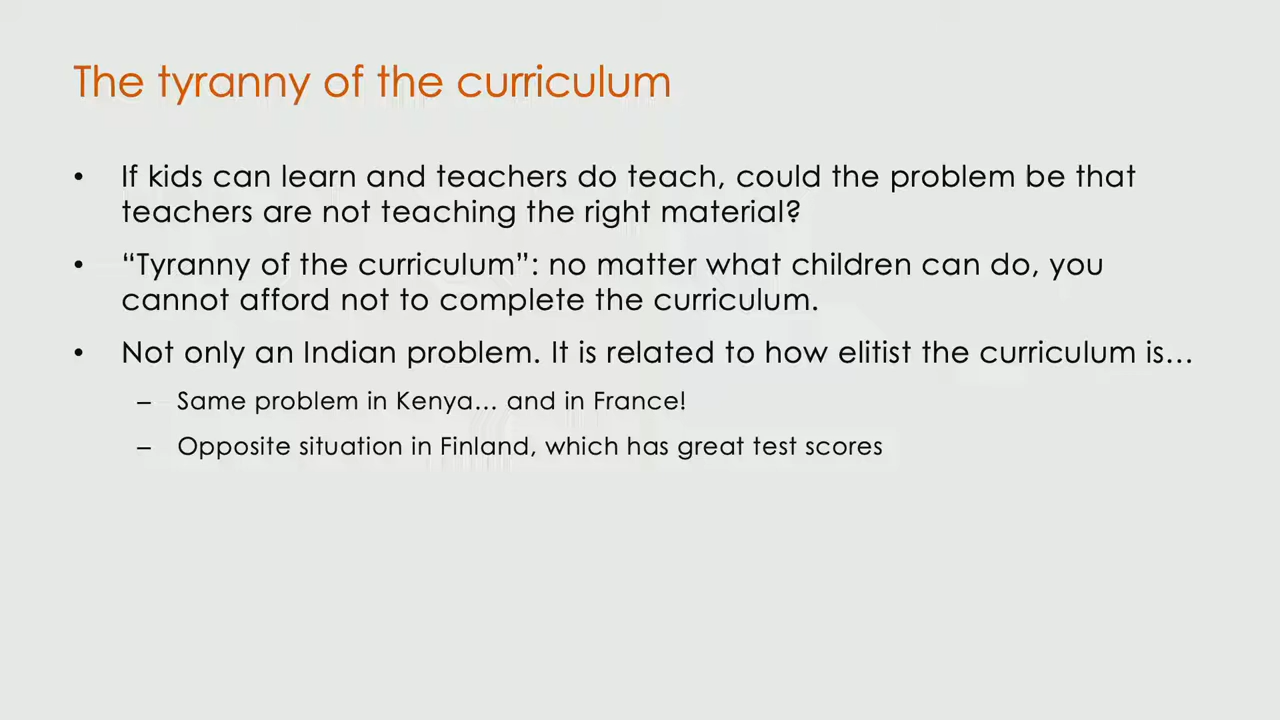 The tyranny of the curriculum
• If kids can learn and teachers do teach, could the problem be that
teachers are not teaching the right material?
• “Tyranny of the curriculum”: no matter what children can do, you
cannot afford not to complete the curriculum.
• Not only an Indian problem. It is related to how elitist the curriculum is…
– Same problem in Kenya… and in France!
– Opposite situation in Finland, which has great test scores